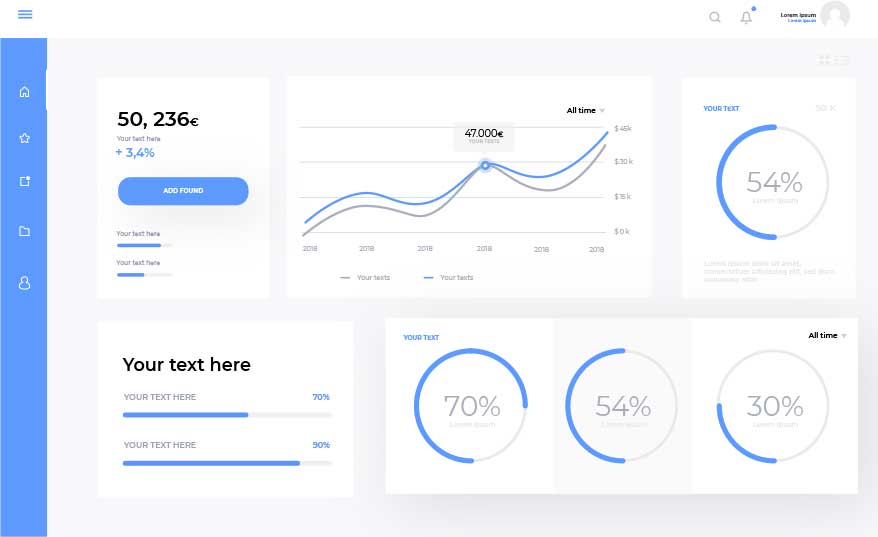 Lorem Ipsum
Lorem Ipsum
50, 236€
Your text here
+ 3,4%
ADD FOUND
Your text here
Your text here
All time
47.000€
YOUR TEXTS
$ 45k
$ 30 k
$ 15 k
$ 0 k
2018 2018 2018 2018 2018 2018
Your texts Your texts
YOUR TEXT 50 K
54%
Lorem ipsum
Lorem ipsum dolor sit amet,
consectetuer adipiscing elit, sed diam
nonummy nibh
Your text here
YOUR TEXT HERE 70%
YOUR TEXT HERE 90%
YOUR TEXT All time
70% 54% 30%
Lorem ipsum Lorem ipsum Lorem ipsum